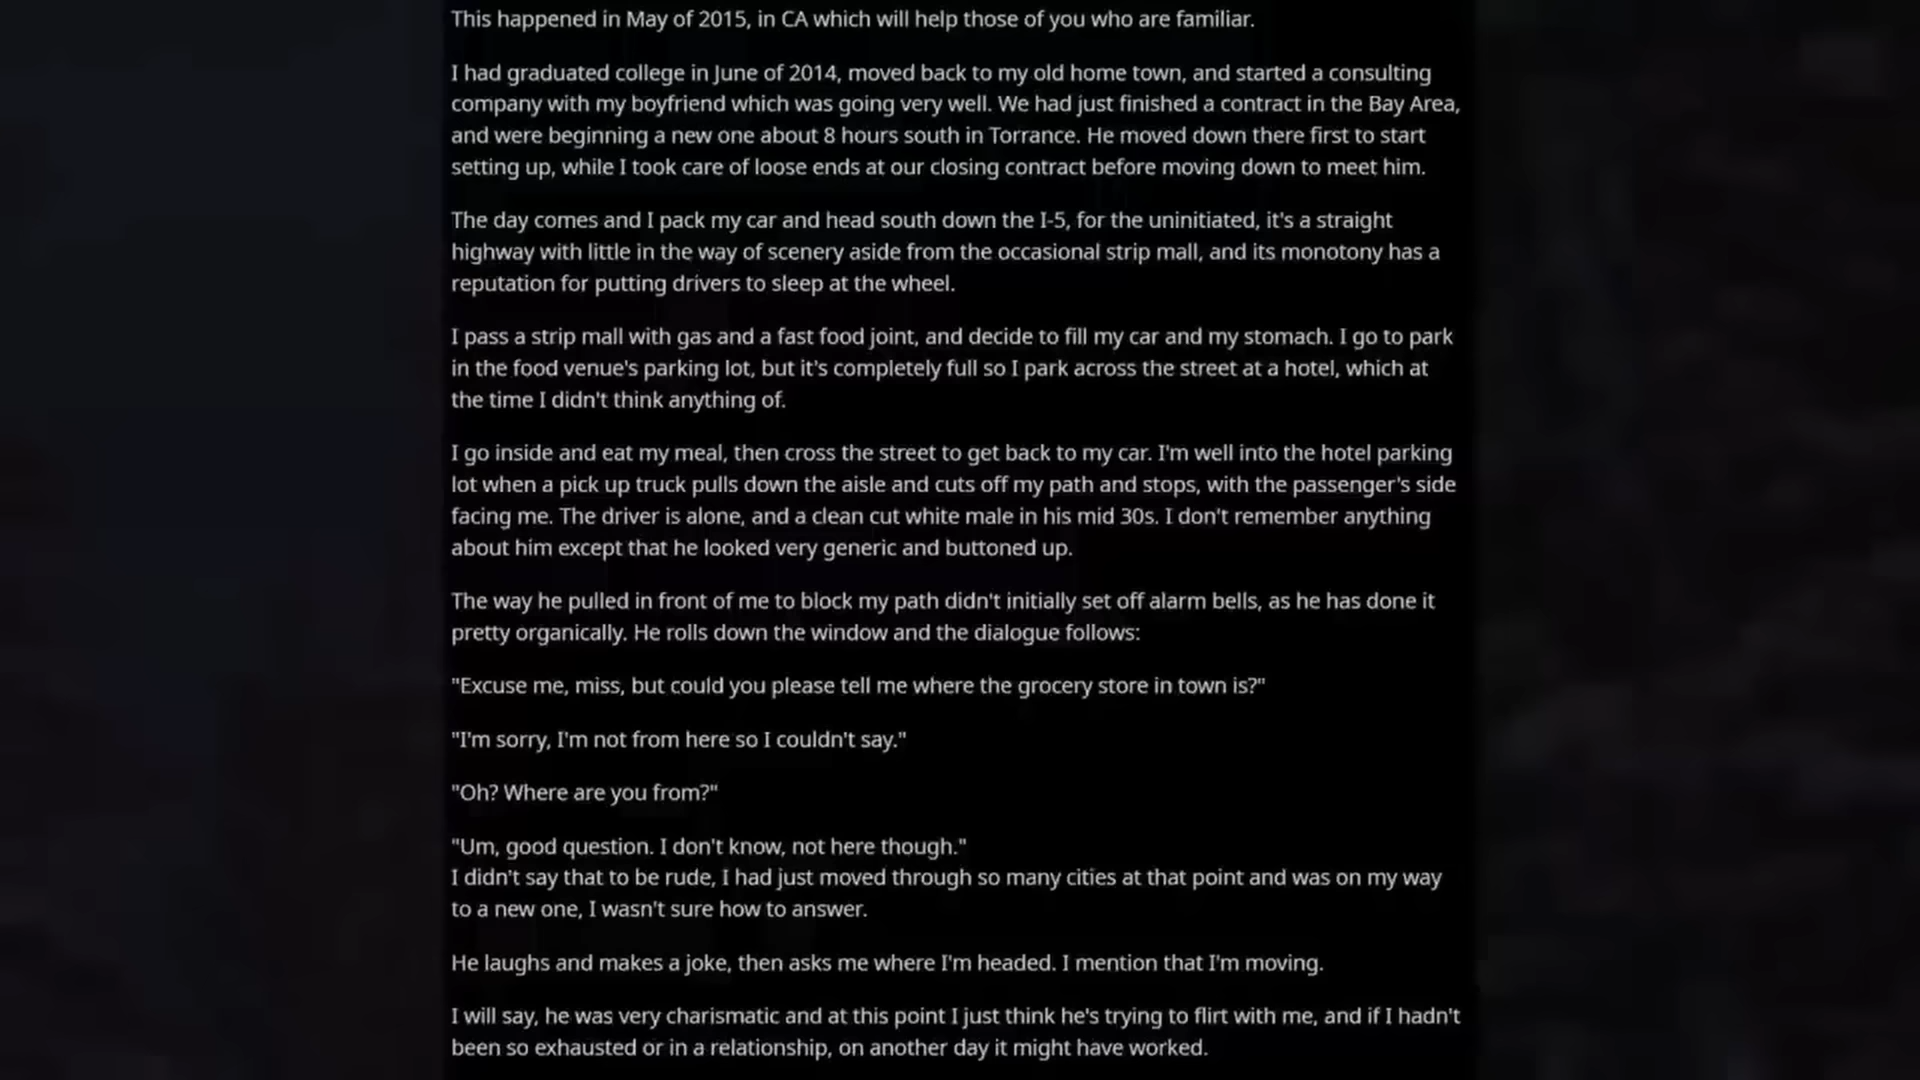 This happened in May of 2015, in CA which will help those of you who are familiar.
I had graduated college in June of 2014, moved back to my old home town, and started a consulting
company with my boyfriend which was going very well. We had just finished a contract in the Bay Area,
and were beginning a new one about 8 hours south in Torrance. He moved down there first to start
setting up, while I took care of loose ends at our closing contract before moving down to meet him.
The day comes and I pack my car and head south down the I-5, for the uninitiated, it's a straight
highway with little in the way of scenery aside from the occasional strip mall, and its monotony has a
reputation for putting drivers to sleep at the wheel.
I pass a strip mall with gas and a fast food joint, and decide to fill my car and my stomach. I go to park
in the food venue's parking lot, but it's completely full so I park across the street at a hotel, which at
the time I didn't think anything of.
I go inside and eat my meal, then cross the street to get back to my car. I'm well into the hotel parking
lot when a pick up truck pulls down the aisle and cuts off my path and stops, with the passenger's side
facing me. The driver is alone, and a clean cut white male in his mid 30s. I don't remember anything
about him except that he looked very generic and buttoned up.
The way he pulled in front of me to block my path didn't initially set off alarm bells, as he has done it
pretty organically. He rolls down the window and the dialogue follows:
"Excuse me, miss, but could you please tell me where the grocery store in town is?"
"I'm sorry, I'm not from here so I couldn't say."
"Oh? Where are you from?"
"Um, good question. I don't know, not here though."
I didn't say that to be rude, I had just moved through so many cities at that point and was on my way
to a new one, I wasn't sure how to answer.
He laughs and makes a joke, then asks me where I'm headed. I mention that I'm moving.
I will say, he was very charismatic and at this point I just think he's trying to flirt with me, and if I hadn't
been so exhausted or in a relationship, on another day it might have worked.